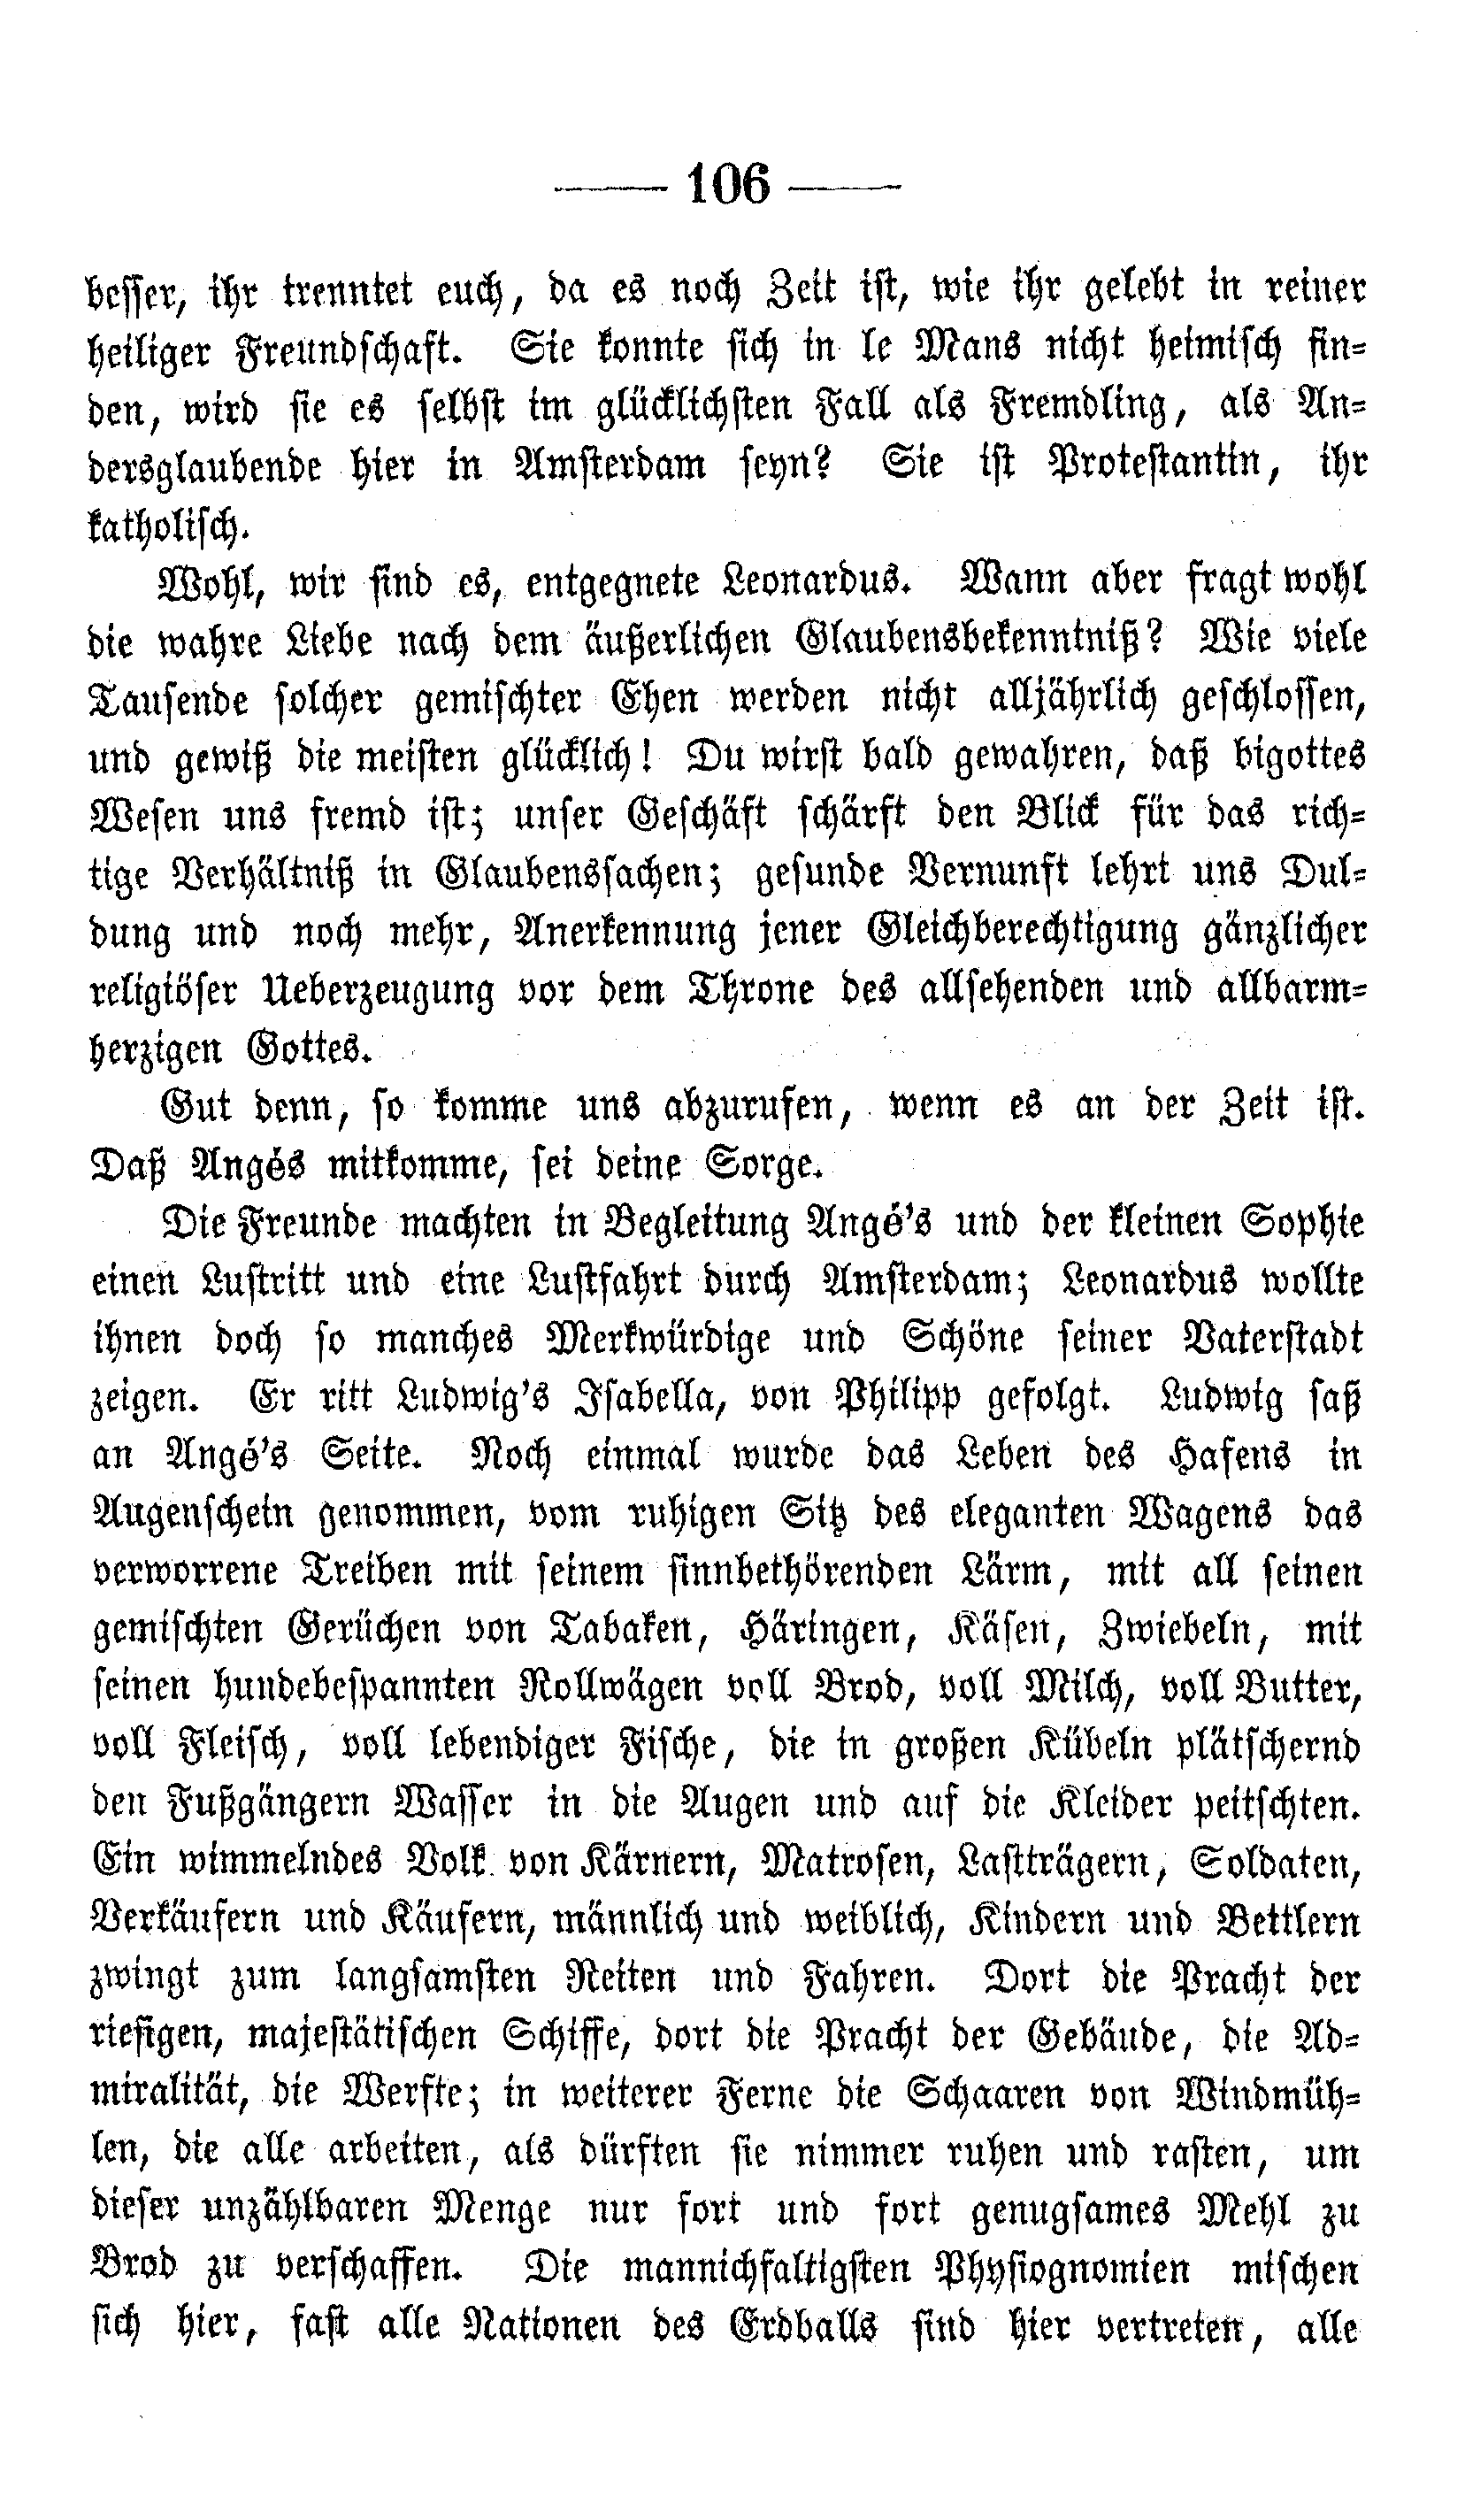 — 106 —
besser, ihr trenntet euch, da es noch Zeit ist, wie ihr gelebt in reiner
heiliger Freundschaft. Sie konnte sich in le Mans nicht heimisch fin-
den, wird sie es selbst im glücklichsten Fall als Fremdling, als An-
dersglaubende hier in Amsterdam seyn? Sie ist Protestantin, ihr
katholisch.
Wohl, wir sind es, entgegnete Leonardus. Wann aber fragt wohl
die wahre Liebe nach dem äußerlichen Glaubensbekenntniß? Wie viele
Tausende solcher gemischter Ehen werden nicht alljährlich geschlossen,
und gewiß die meisten glücklich! Du wirst bald gewahren, daß bigottes
Wesen uns fremd ist; unser Geschäft schärft den Blick für das rich-
tige Verhältniß in Glaubenssachen; gesunde Vernunft lehrt uns Dul-
dung und noch mehr, Anerkennung jener Gleichberechtigung gänzlicher
religiöser Ueberzeugung vor dem Throne des allsehenden und allbarm-
herzigen Gottes.
Gut denn, so komme uns abzurufen, wenn es an der Zeit ist.
Daß Angés mitkomme, sei deine Sorge.
Die Freunde machten in Begleitung Angé's und der kleinen Sophie
einen Lustritt und eine Lustfahrt durch Amsterdam; Leonardus wollte
ihnen doch so manches Merkwürdige und Schöne seiner Vaterstadt
zeigen. Er ritt Ludwig's Isabella, von Philipp gefolgt. Ludwig saß
an Angé's Seite. Noch einmal wurde das Leben des Hafens in
Augenschein genommen, vom ruhigen Sitz des eleganten Wagens das
verworrene Treiben mit seinem sinnbethörenden Lärm, mit all seinen
gemischten Gerüchen von Tabaken, Häringen, Käsen, Zwiebeln, mit
seinen hundebespannten Rollwägen voll Brod, voll Milch, voll Butter,
voll Fleisch, voll lebendiger Fische, die in großen Kübeln plätschernd
den Fußgängern Wasser in die Augen und auf die Kleider peitschten.
Ein wimmelndes Volk von Kärnern, Matrosen, Lastträgern, Soldaten,
Verkäufern und Käufern, männlich und weiblich, Kindern und Bettlern
zwingt zum langsamsten Reiten und Fahren. Dort die Pracht der
riesigen, majestätischen Schiffe, dort die Pracht der Gebäude, die Ad-
miralität, die Werfte; in weiterer Ferne die Schaaren von Windmüh-
len, die alle arbeiten, als dürften sie nimmer ruhen und rasten, um
dieser unzählbaren Menge nur fort und fort genugsames Mehl zu
Brod zu verschaffen. Die mannichfaltigsten Physiognomien mischen
sich hier, fast alle Nationen des Erdballs sind hier vertreten, alle